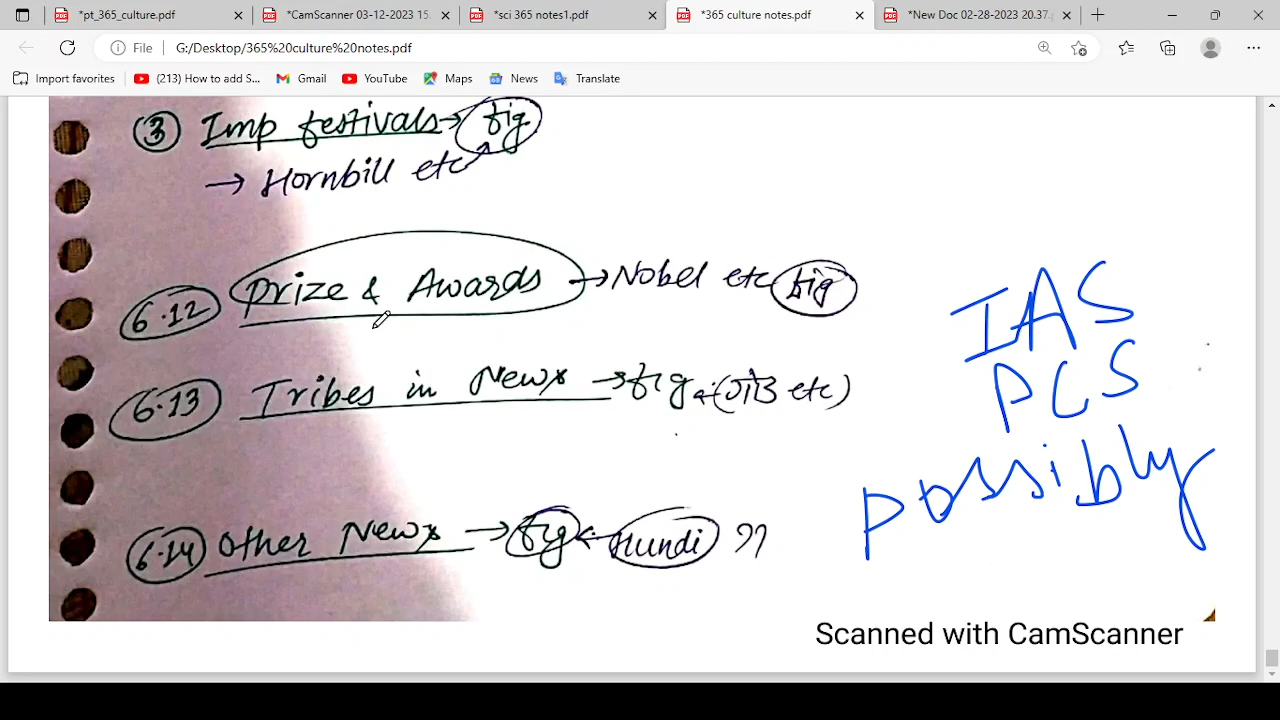 *pt_365_culture.pdf
*CamScanner 03-12-2023 15.
*sci 365 notes1.pdf
*365 culture notes.pdf
*New Doc 02-28-2023 20.37.p
File
G:/Desktop/365%20culture%20notes.pdf
Import favorites
(213) How to add S...
Gmail
YouTube
Maps
News
Translate
③ Imp festivals → fig
→ Hornbill etc
6.12 Prize & Awards → Nobel etc fig
6.13 Tribes in News → fig ← ( etc)
6.14 Other News → fig ← Hundi
IAS
PCS
possibly
Scanned with CamScanner